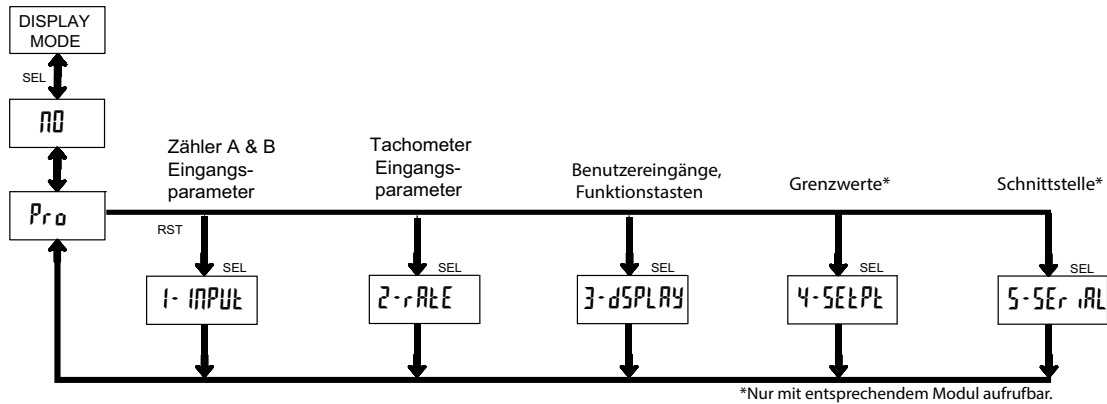 DISPLAY
MODE
SEL
NO
Pro
Zähler A & B
Eingangs-
parameter
Tachometer
Eingangs-
parameter
Benutzereingänge,
Funktionstasten
Grenzwerte*
Schnittstelle*
RST
SEL
SEL
SEL
SEL
SEL
1-INPUt
2-rAtE
3-dSPLAY
4-SEtPt
5-SEriAL
*Nur mit entsprechendem Modul aufrufbar.